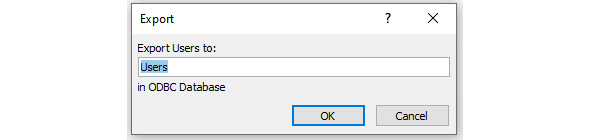 Export ? ×
Export Users to:
Users
in ODBC Database
OK Cancel